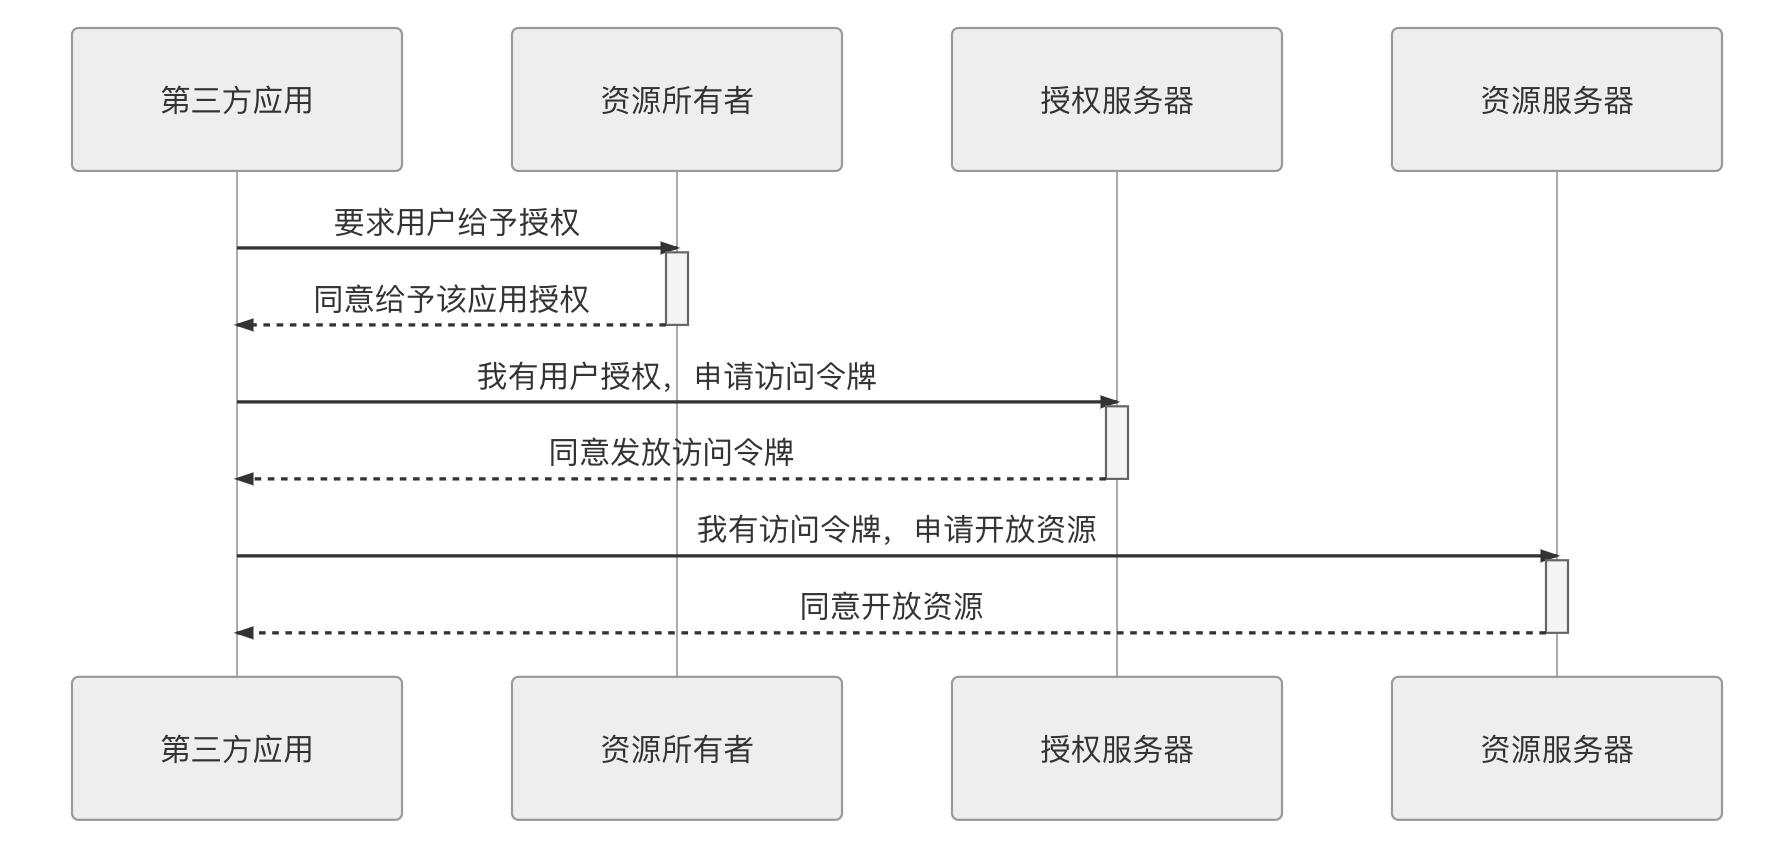 第三方应用
资源所有者
授权服务器
资源服务器
要求用户给予授权
同意给予该应用授权
我有用户授权，申请访问令牌
同意发放访问令牌
我有访问令牌，申请开放资源
同意开放资源
第三方应用
资源所有者
授权服务器
资源服务器